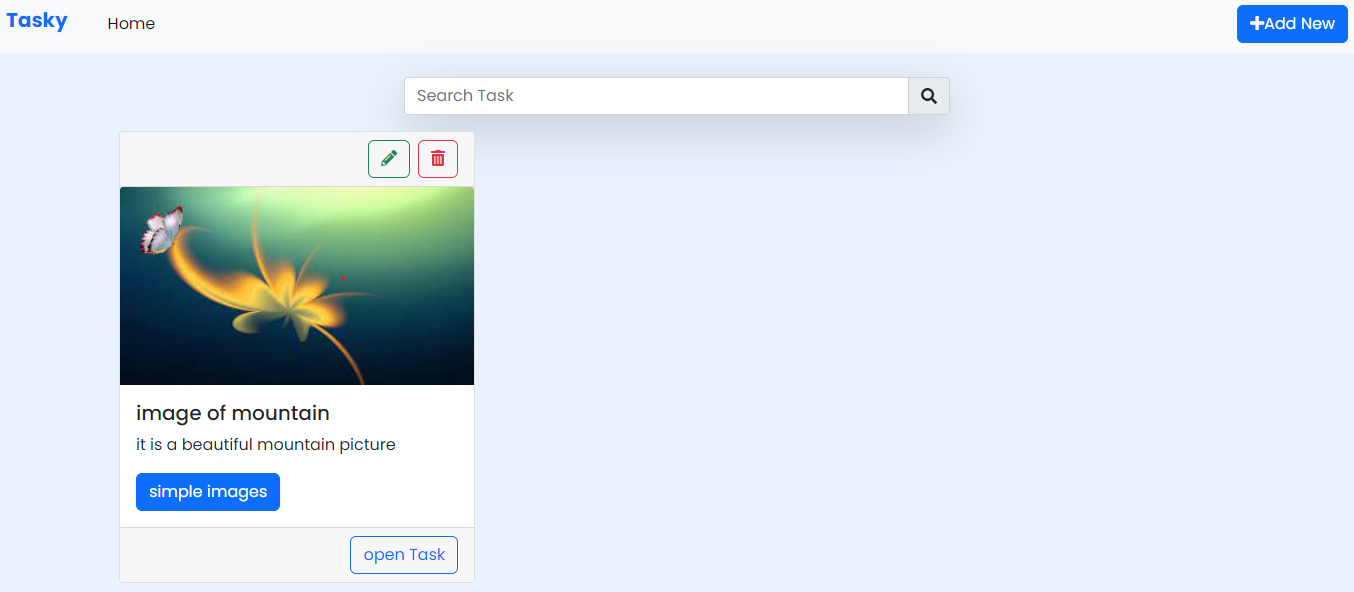 Tasky
Home
Add New
Search Task
image of mountain
it is a beautiful mountain picture
simple images
open Task